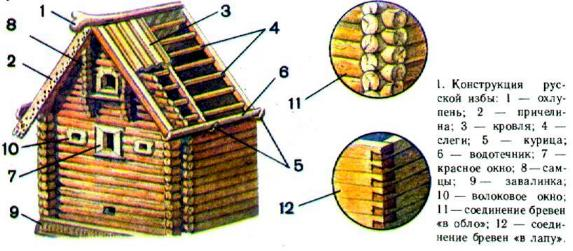 1
8
2
10
7
9
3
4
6
5
11
12
1. Конструкция рус-
ской избы: 1 — охлу-
пень; 2 — причели-
на; 3 — кровля; 4 —
слеги; 5 — курица;
6 — водотечник; 7 —
красное окно; 8 — сам-
цы; 9 — завалинка;
10 — волоковое окно;
11 — соединение бревен
«в обло»; 12 — соеди-
нение бревен «в лапу».